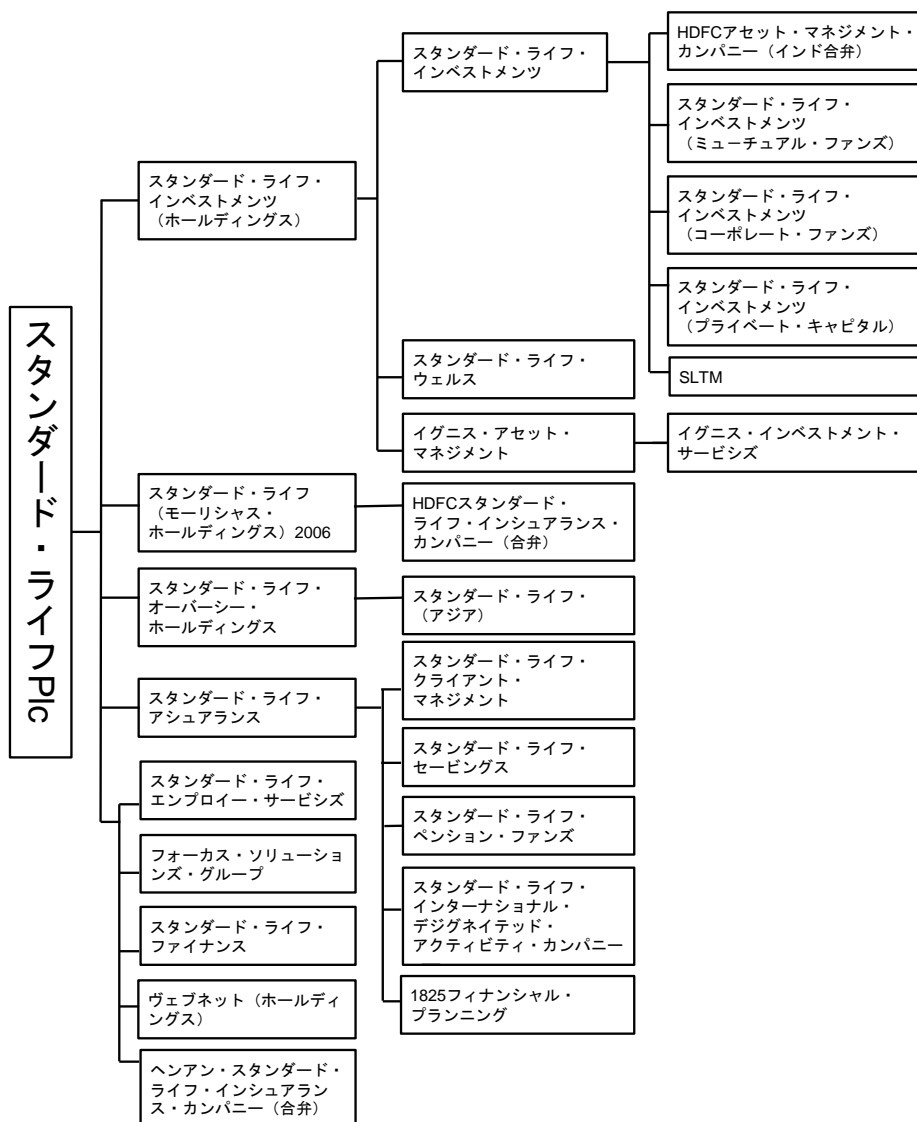 スタンダード・ライフPlc
スタンダード・ライフ・
インベストメンツ
（ホールディングス）
スタンダード・ライフ・
インベストメンツ
HDFCアセット・マネジメント・
カンパニー（インド合弁）
スタンダード・ライフ・
インベストメンツ
（ミューチュアル・ファンズ）
スタンダード・ライフ・
インベストメンツ
（コーポレート・ファンズ）
スタンダード・ライフ・
インベストメンツ
（プライベート・キャピタル）
SLTM
スタンダード・ライフ・
ウェルス
イグニス・アセット・
マネジメント
イグニス・インベストメント・
サービシズ
スタンダード・ライフ
（モーリシャス・
ホールディングス）2006
HDFCスタンダード・
ライフ・インシュアランス・
カンパニー（合弁）
スタンダード・ライフ・
オーバーシー・
ホールディングス
スタンダード・ライフ・
（アジア）
スタンダード・ライフ・
アシュアランス
スタンダード・ライフ・
クライアント・
マネジメント
スタンダード・ライフ・
セービングス
スタンダード・ライフ・
ペンション・ファンズ
スタンダード・ライフ・
インターナショナル・
デジグネイテッド・
アクティビティ・カンパニー
1825フィナンシャル・
プランニング
スタンダード・ライフ・
エンプロイー・サービシズ
フォーカス・ソリューショ
ンズ・グループ
スタンダード・ライフ・
ファイナンス
ヴェブネット（ホールディ
ングス）
ヘンアン・スタンダード・
ライフ・インシュアラン
ス・カンパニー（合弁）